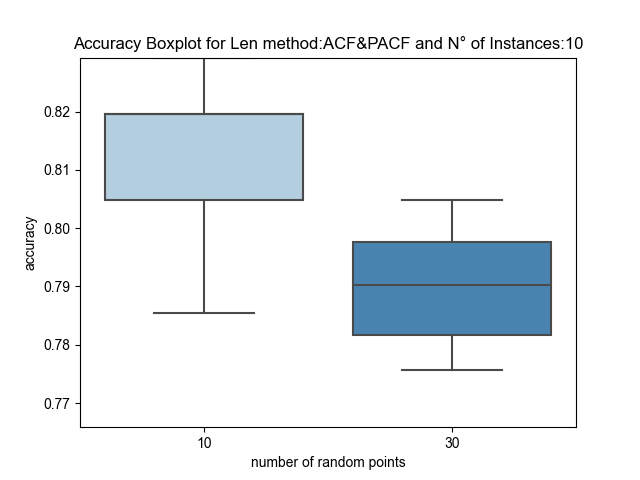 Accuracy Boxplot for Len method:ACF&PACF and N° of Instances:10
0.82
0.81
0.80
0.79
0.78
0.77
accuracy
10
30
number of random points